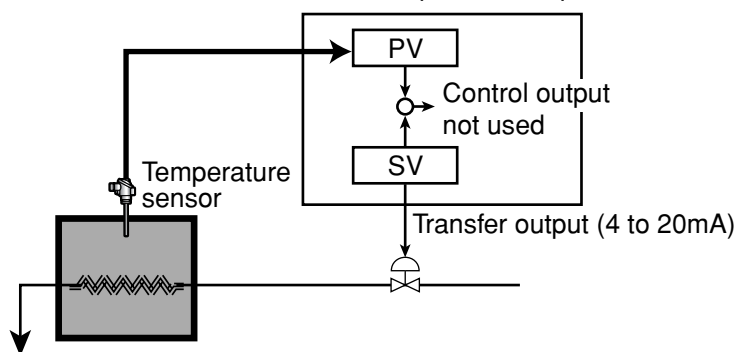 PV
Control output
not used
SV
Temperature
sensor
Transfer output (4 to 20mA)